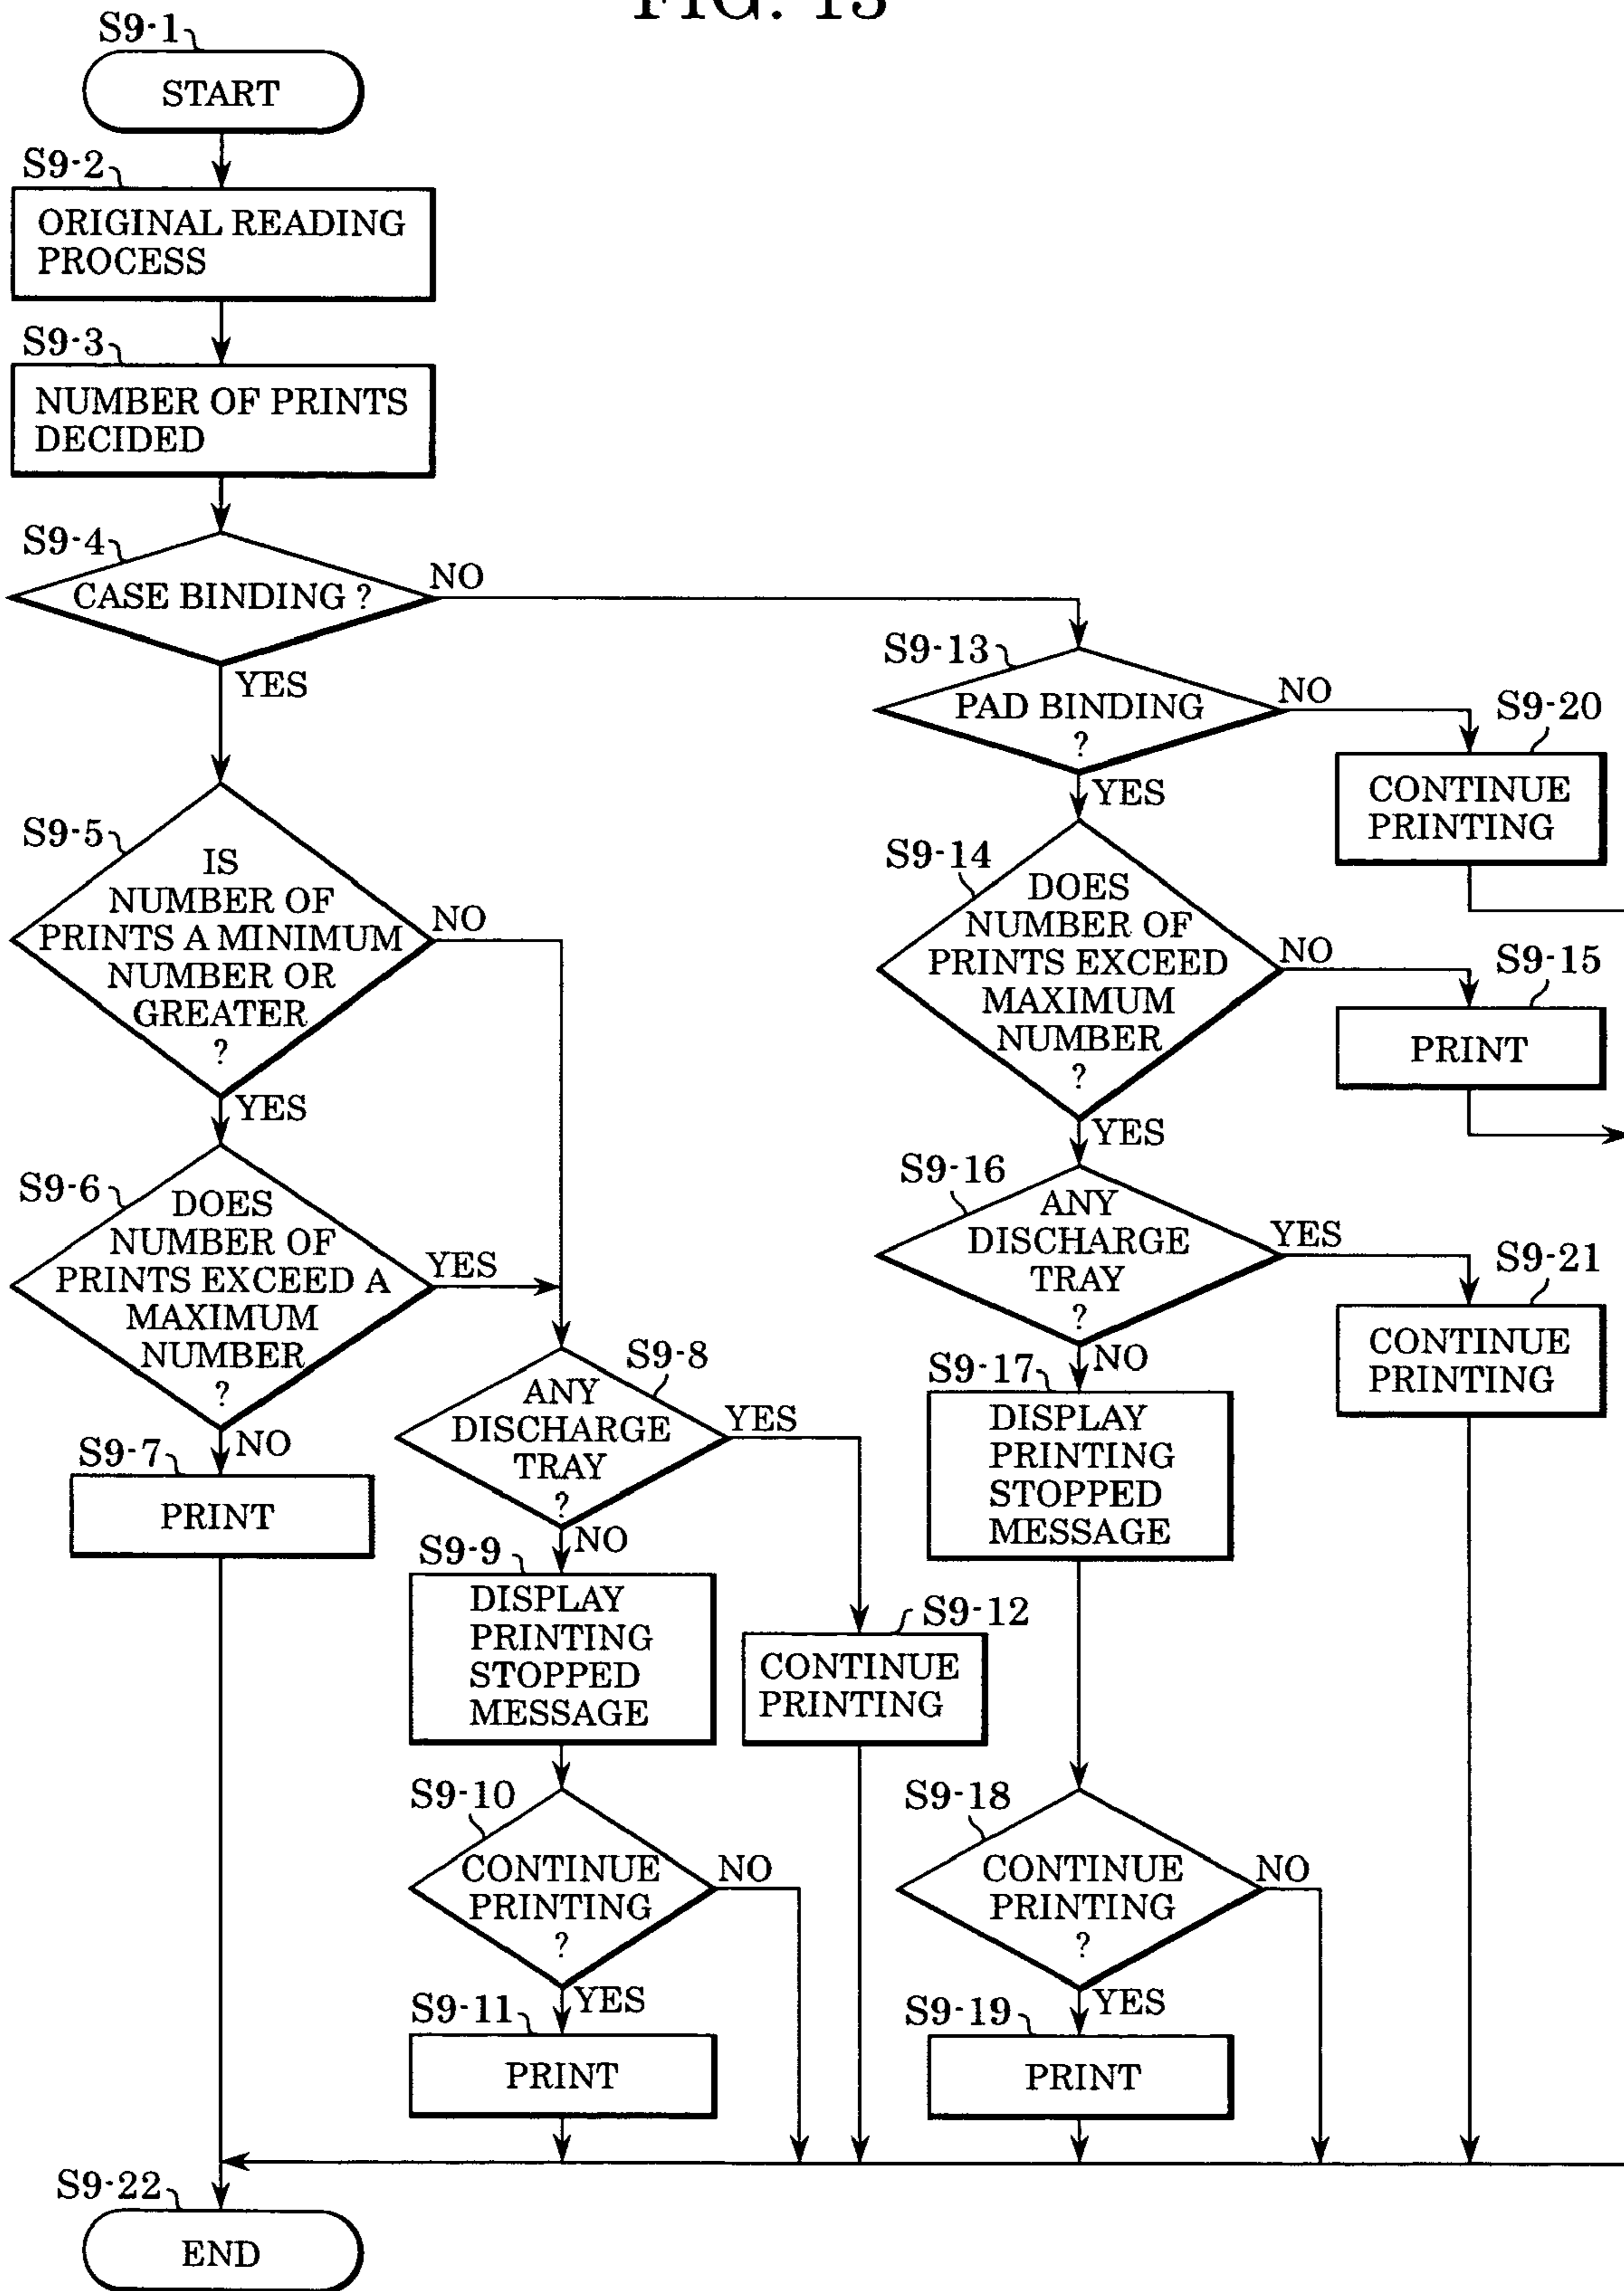 FIG. 13
S9-1
START
S9-2
ORIGINAL READING
PROCESS
S9-3
NUMBER OF PRINTS
DECIDED
S9-4
CASE BINDING ?
NO
YES
S9-5
IS
NUMBER OF
PRINTS A MINIMUM
NUMBER OR
GREATER
?
NO
YES
S9-6
DOES
NUMBER OF
PRINTS EXCEED A
MAXIMUM
NUMBER
?
YES
NO
S9-7
PRINT
S9-8
ANY
DISCHARGE
TRAY
?
YES
NO
S9-9
DISPLAY
PRINTING
STOPPED
MESSAGE
S9-12
CONTINUE
PRINTING
S9-10
CONTINUE
PRINTING
?
NO
YES
S9-11
PRINT
S9-13
PAD BINDING
?
NO
YES
S9-20
CONTINUE
PRINTING
S9-14
DOES
NUMBER OF
PRINTS EXCEED
MAXIMUM
NUMBER
?
NO
YES
S9-15
PRINT
S9-16
ANY
DISCHARGE
TRAY
?
YES
NO
S9-21
CONTINUE
PRINTING
S9-17
DISPLAY
PRINTING
STOPPED
MESSAGE
S9-18
CONTINUE
PRINTING
?
NO
YES
S9-19
PRINT
S9-22
END